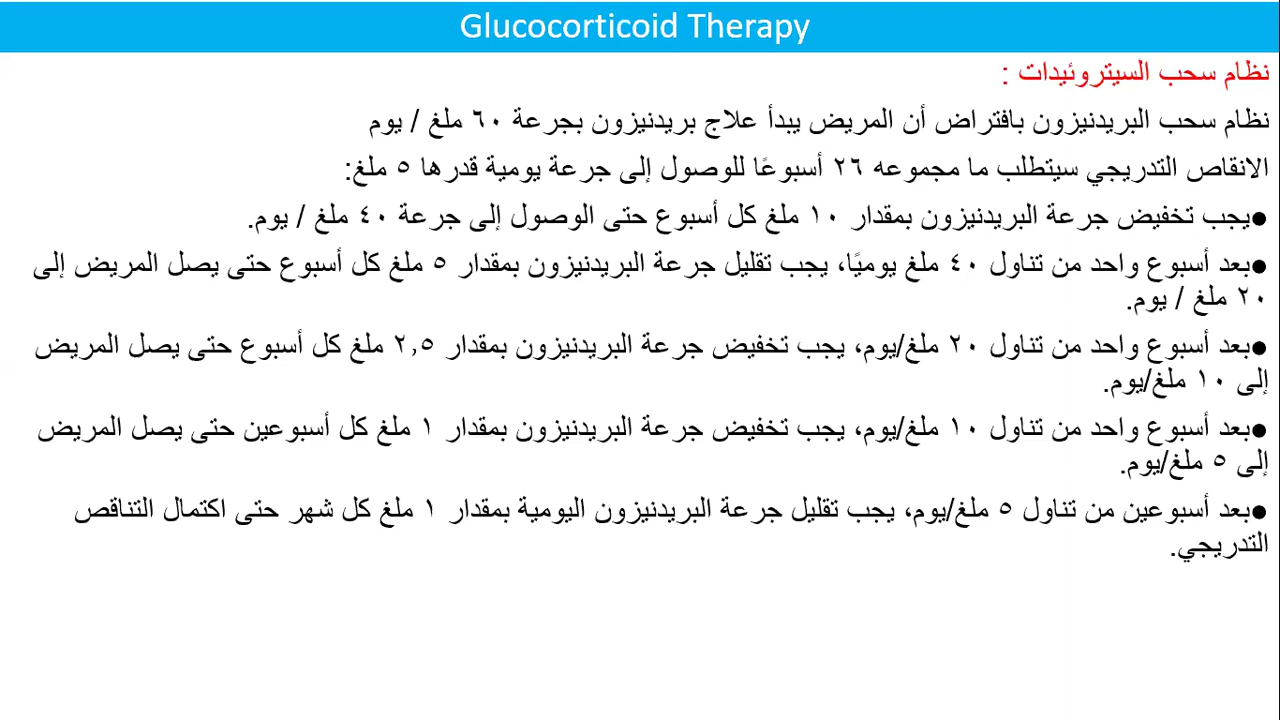 Glucocorticoid Therapy
نظام سحب السيتروئيدات :
نظام سحب البريدنيزون بافتراض أن المريض يبدأ علاج بريدنيزون بجرعة ٦٠ ملغ / يوم
الانقاص التدريجي سيتطلب ما مجموعه ٢٦ أسبوعًا للوصول إلى جرعة يومية قدرها ٥ ملغ:
●يجب تخفيض جرعة البريدنيزون بمقدار ١٠ ملغ كل أسبوع حتى الوصول إلى جرعة ٤٠ ملغ / يوم.
●بعد أسبوع واحد من تناول ٤٠ ملغ يوميًا، يجب تقليل جرعة البريدنيزون بمقدار ٥ ملغ كل أسبوع حتى يصل المريض إلى
٢٠ ملغ / يوم.
●بعد أسبوع واحد من تناول ٢٠ ملغ/يوم، يجب تخفيض جرعة البريدنيزون بمقدار ٢,٥ ملغ كل أسبوع حتى يصل المريض
إلى ١٠ ملغ/يوم.
●بعد أسبوع واحد من تناول ١٠ ملغ/يوم، يجب تخفيض جرعة البريدنيزون بمقدار ١ ملغ كل أسبوعين حتى يصل المريض
إلى ٥ ملغ/يوم.
●بعد أسبوعين من تناول ٥ ملغ/يوم، يجب تقليل جرعة البريدنيزون اليومية بمقدار ١ ملغ كل شهر حتى اكتمال التناقص
التدريجي.